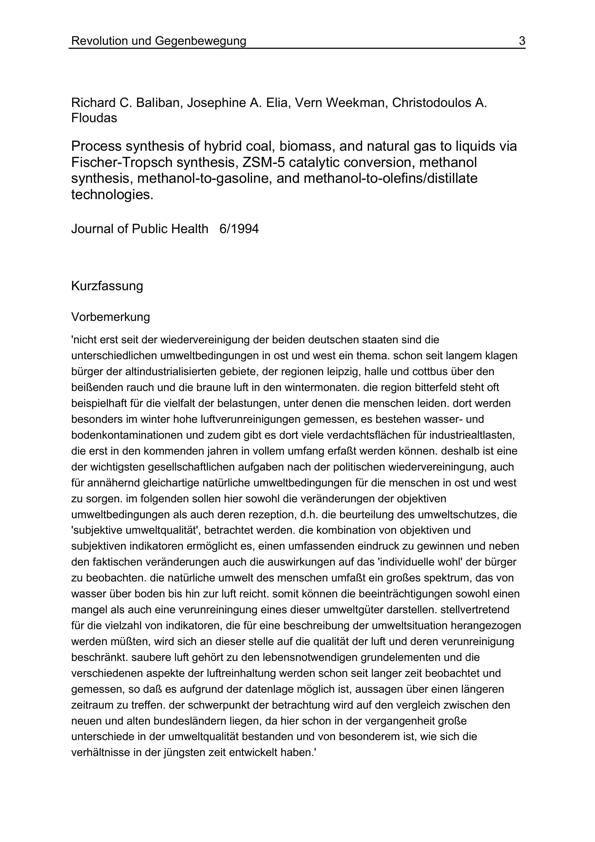 Revolution und Gegenbewegung 3
Richard C. Baliban, Josephine A. Elia, Vern Weekman, Christodoulos A.
Floudas
Process synthesis of hybrid coal, biomass, and natural gas to liquids via
Fischer-Tropsch synthesis, ZSM-5 catalytic conversion, methanol
synthesis, methanol-to-gasoline, and methanol-to-olefins/distillate
technologies.
Journal of Public Health 6/1994
Kurzfassung
Vorbemerkung
'nicht erst seit der wiedervereinigung der beiden deutschen staaten sind die
unterschiedlichen umweltbedingungen in ost und west ein thema. schon seit langem klagen
bürger der altindustrialisierten gebiete, der regionen leipzig, halle und cottbus über den
beißenden rauch und die braune luft in den wintermonaten. die region bitterfeld steht oft
beispielhaft für die vielfalt der belastungen, unter denen die menschen leiden. dort werden
besonders im winter hohe luftverunreinigungen gemessen, es bestehen wasser- und
bodenkontaminationen und zudem gibt es dort viele verdachtsflächen für industriealtlasten,
die erst in den kommenden jahren in vollem umfang erfaßt werden können. deshalb ist eine
der wichtigsten gesellschaftlichen aufgaben nach der politischen wiedervereiningung, auch
für annähernd gleichartige natürliche umweltbedingungen für die menschen in ost und west
zu sorgen. im folgenden sollen hier sowohl die veränderungen der objektiven
umweltbedingungen als auch deren rezeption, d.h. die beurteilung des umweltschutzes, die
'subjektive umweltqualität', betrachtet werden. die kombination von objektiven und
subjektiven indikatoren ermöglicht es, einen umfassenden eindruck zu gewinnen und neben
den faktischen veränderungen auch die auswirkungen auf das 'individuelle wohl' der bürger
zu beobachten. die natürliche umwelt des menschen umfaßt ein großes spektrum, das von
wasser über boden bis hin zur luft reicht. somit können die beeinträchtigungen sowohl einen
mangel als auch eine verunreiningung eines dieser umweltgüter darstellen. stellvertretend
für die vielzahl von indikatoren, die für eine beschreibung der umweltsituation herangezogen
werden müßten, wird sich an dieser stelle auf die qualität der luft und deren verunreinigung
beschränkt. saubere luft gehört zu den lebensnotwendigen grundelementen und die
verschiedenen aspekte der luftreinhaltung werden schon seit langer zeit beobachtet und
gemessen, so daß es aufgrund der datenlage möglich ist, aussagen über einen längeren
zeitraum zu treffen. der schwerpunkt der betrachtung wird auf den vergleich zwischen den
neuen und alten bundesländern liegen, da hier schon in der vergangenheit große
unterschiede in der umweltqualität bestanden und von besonderem ist, wie sich die
verhältnisse in der jüngsten zeit entwickelt haben.'